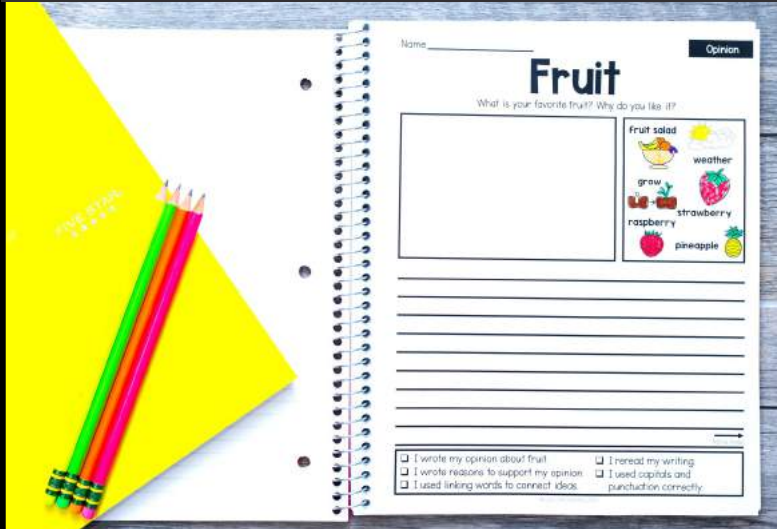 FIVE STAR
Name
Opinion
Fruit
What is your favorite fruit? Why do you like it?
fruit salad
weather
grow
strawberry
raspberry
pineapple
I wrote my opinion about fruit
I wrote reasons to support my opinion
I used linking words to connect ideas.
I reread my writing.
I used capitals and
punctuation correctly.